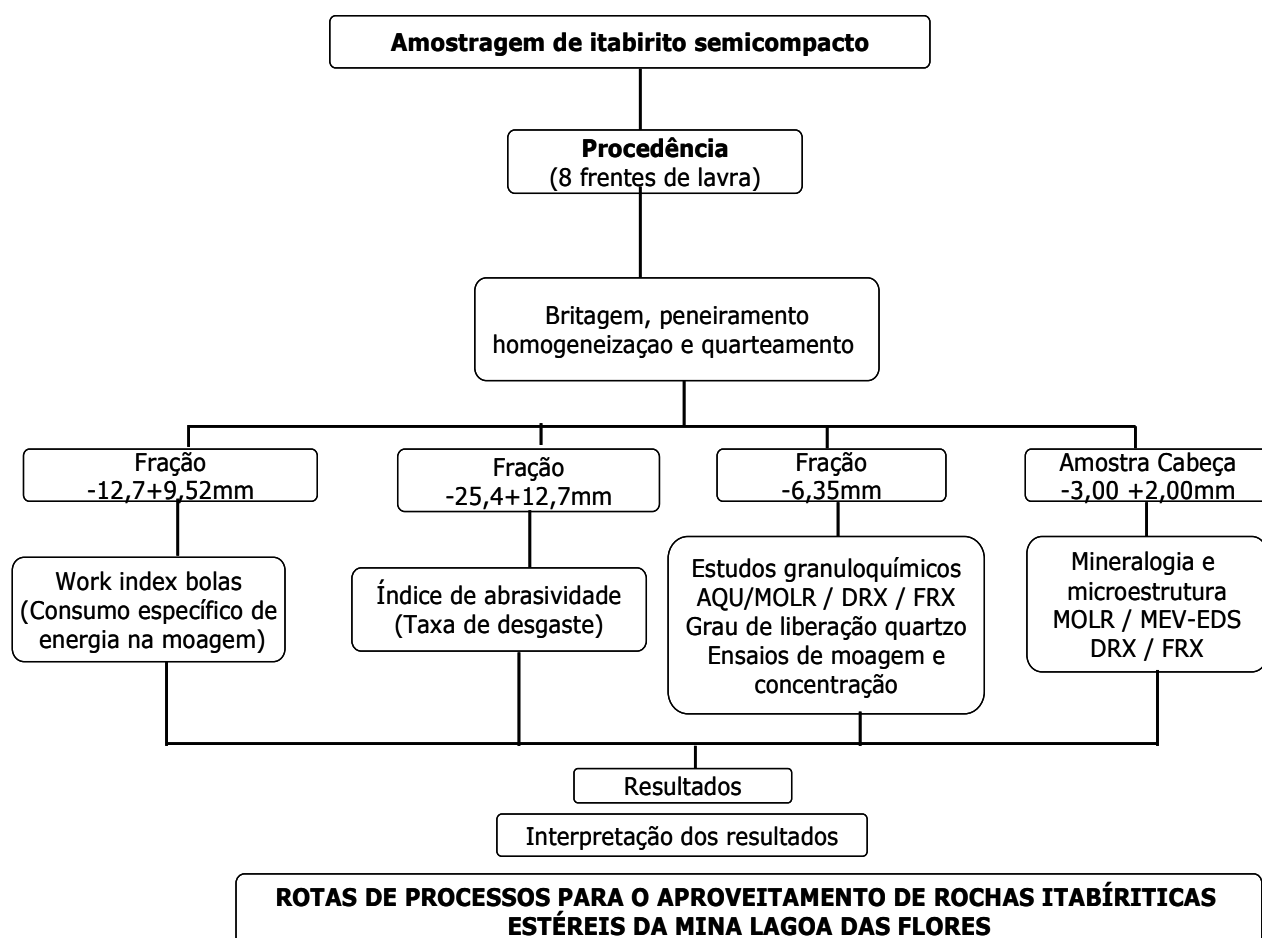 Amostragem de itabirito semicompacto
Procedência
(8 frentes de lavra)
Britagem, peneiramento
homogeneizaçao e quarteamento
Fração
-12,7+9,52mm
Fração
-25,4+12,7mm
Fração
-6,35mm
Amostra Cabeça
-3,00 +2,00mm
Work index bolas
(Consumo específico de
energia na moagem)
Índice de abrasividade
(Taxa de desgaste)
Estudos granuloquímicos
AQU/MOLR / DRX / FRX
Grau de liberação quartzo
Ensaios de moagem e
concentração
Mineralogia e
microestrutura
MOLR / MEV-EDS
DRX / FRX
Resultados
Interpretação dos resultados
ROTAS DE PROCESSOS PARA O APROVEITAMENTO DE ROCHAS ITABÍRITICAS
ESTÉREIS DA MINA LAGOA DAS FLORES